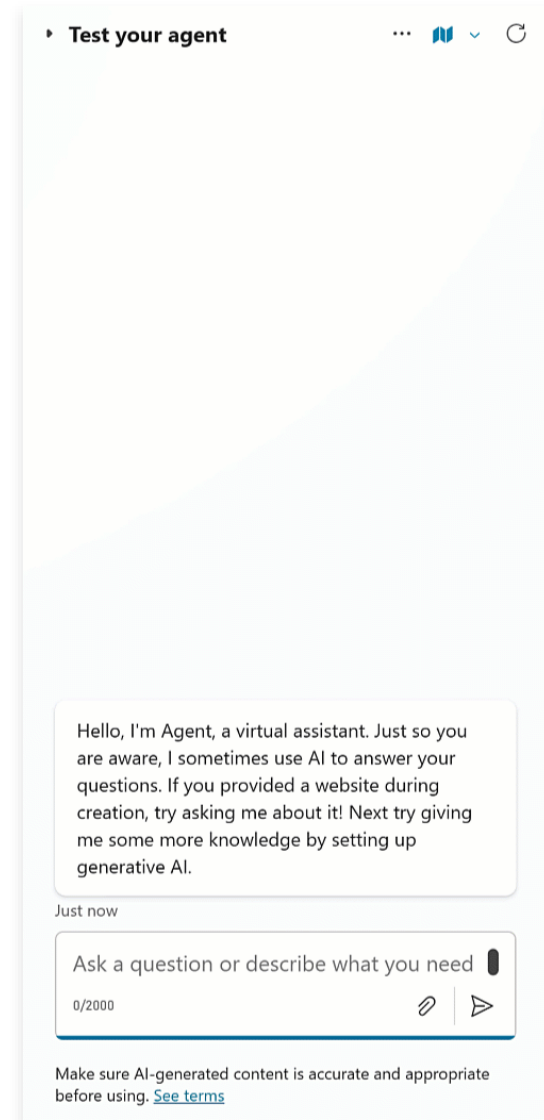 Test your agent
Hello, I'm Agent, a virtual assistant. Just so you
are aware, I sometimes use AI to answer your
questions. If you provided a website during
creation, try asking me about it! Next try giving
me some more knowledge by setting up
generative AI.
Just now
Ask a question or describe what you need
0/2000
Make sure AI-generated content is accurate and appropriate
before using. See terms